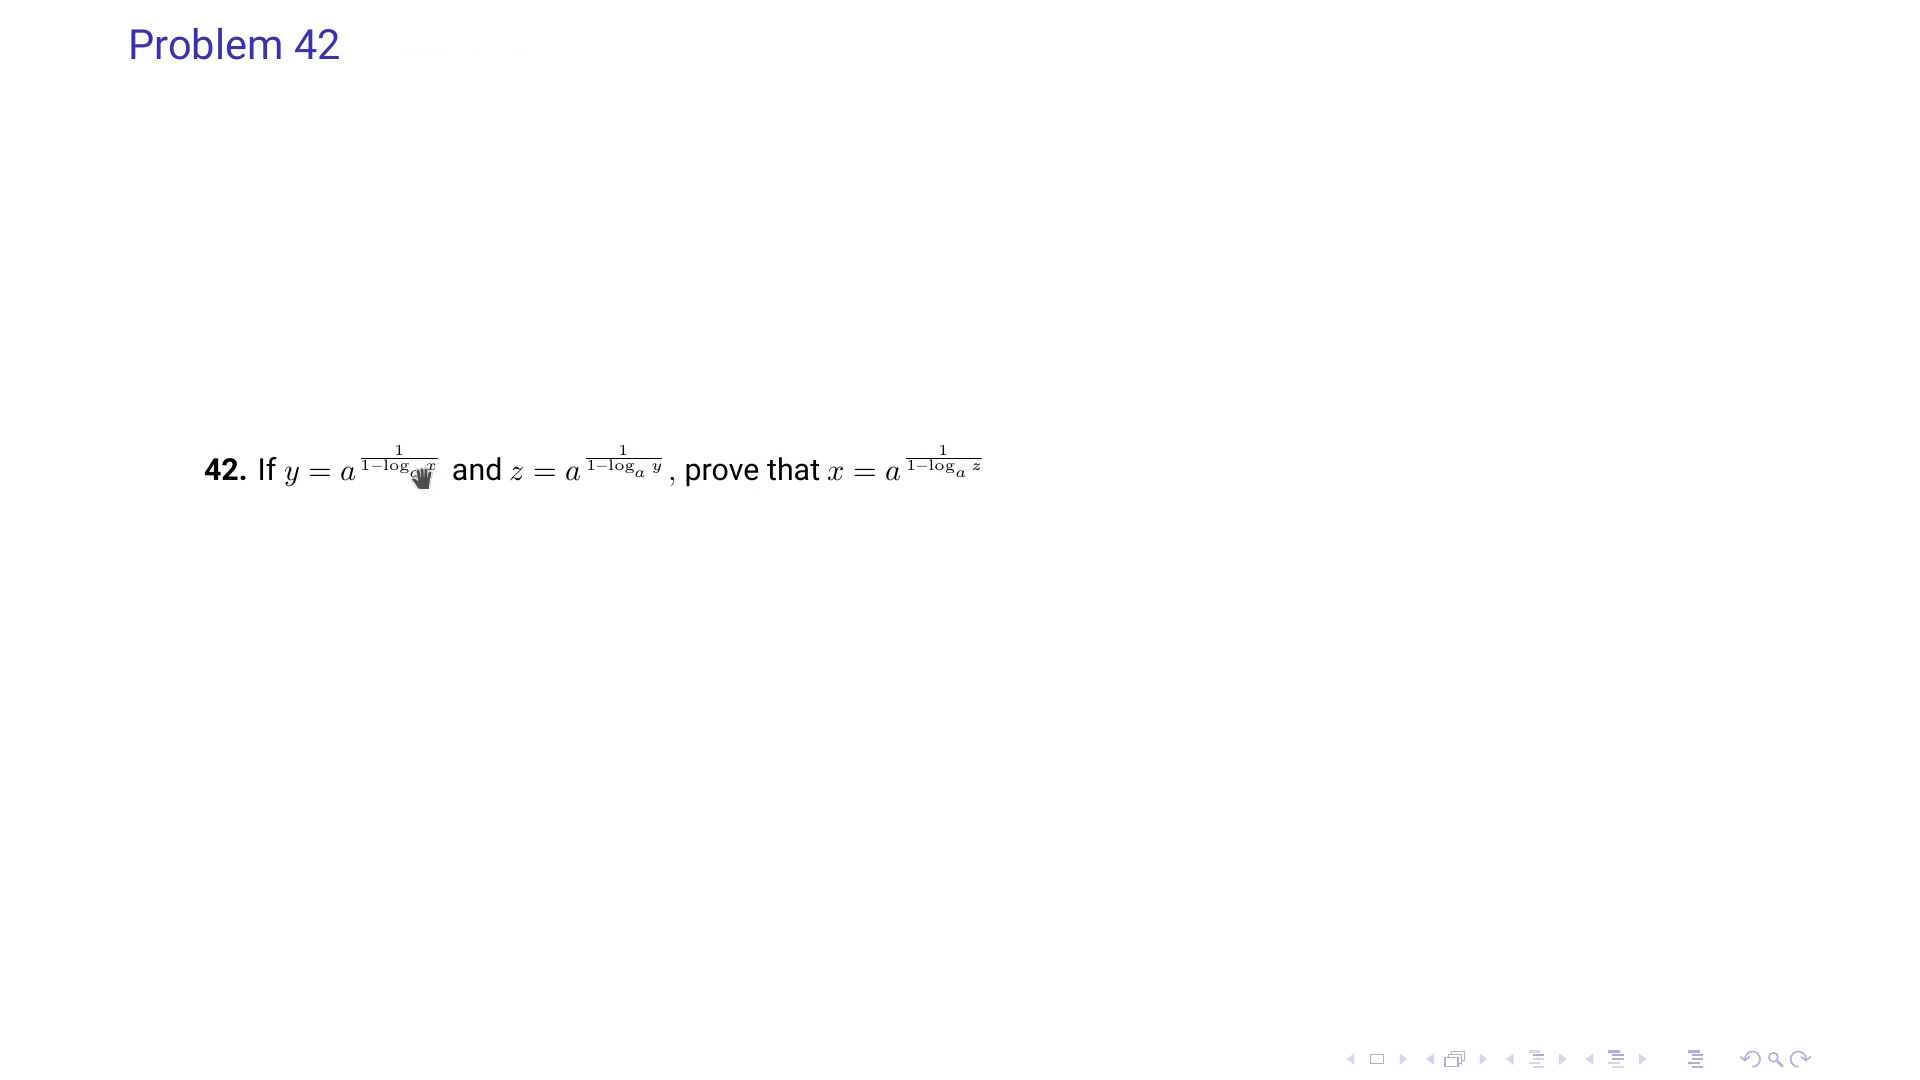 Problem 42
42. If $y = a^{\frac{1}{1-\log_a x}}$ and $z = a^{\frac{1}{1-\log_a y}}$, prove that $x = a^{\frac{1}{1-\log_a z}}$